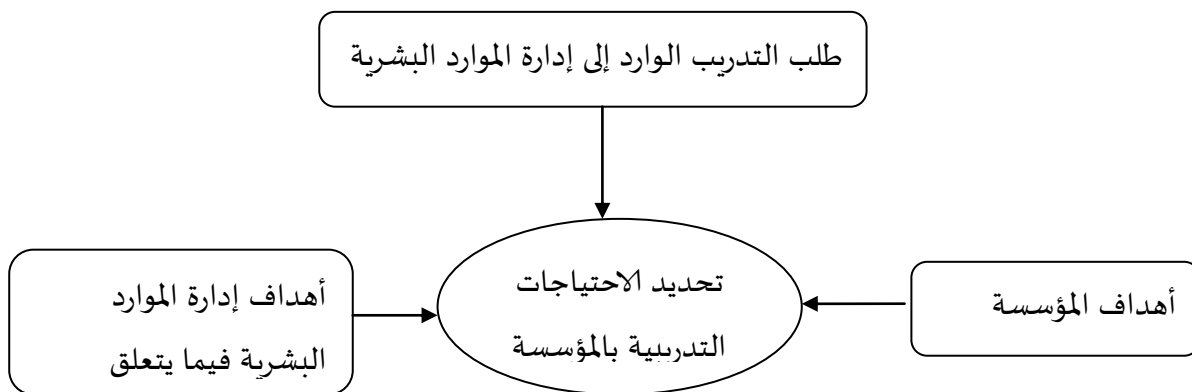 طلب التدريب الوارد إلى إدارة الموارد البشرية
أهداف المؤسسة
تحديد الاحتياجات
التدريبية بالمؤسسة
أهداف إدارة الموارد
البشرية فيما يتعلق